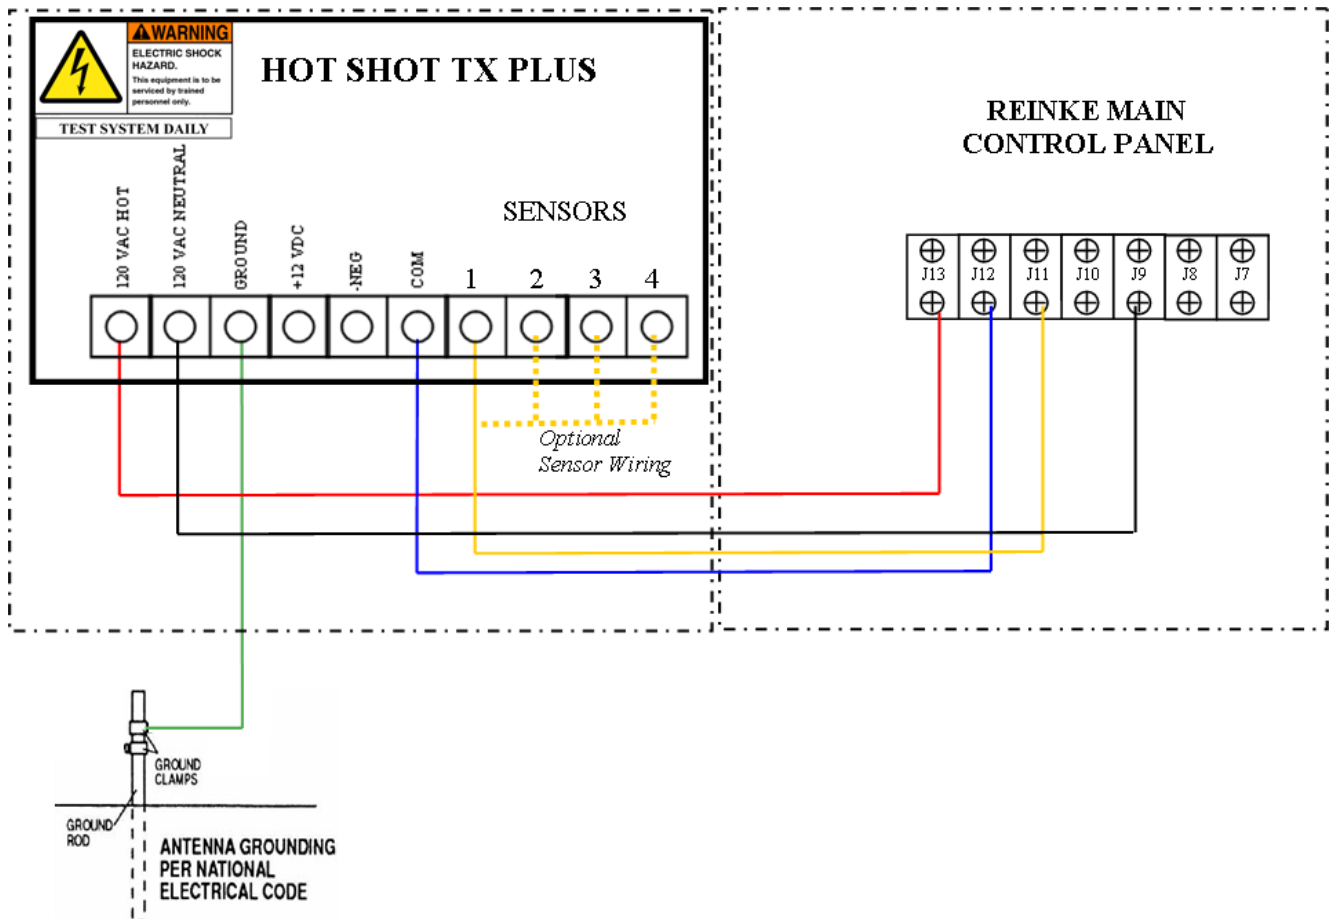 WARNING
ELECTRIC SHOCK
HAZARD.
This equipment is to be
serviced by trained
personnel only.
TEST SYSTEM DAILY
HOT SHOT TX PLUS
120 VAC HOT
120 VAC NEUTRAL
GROUND
+12 VDC
-NEG
COM
SENSORS
1 2 3 4
Optional
Sensor Wiring
REINKE MAIN
CONTROL PANEL
J13 J12 J11 J10 J9 J8 J7
GROUND
CLAMPS
GROUND
ROD
ANTENNA GROUNDING
PER NATIONAL
ELECTRICAL CODE